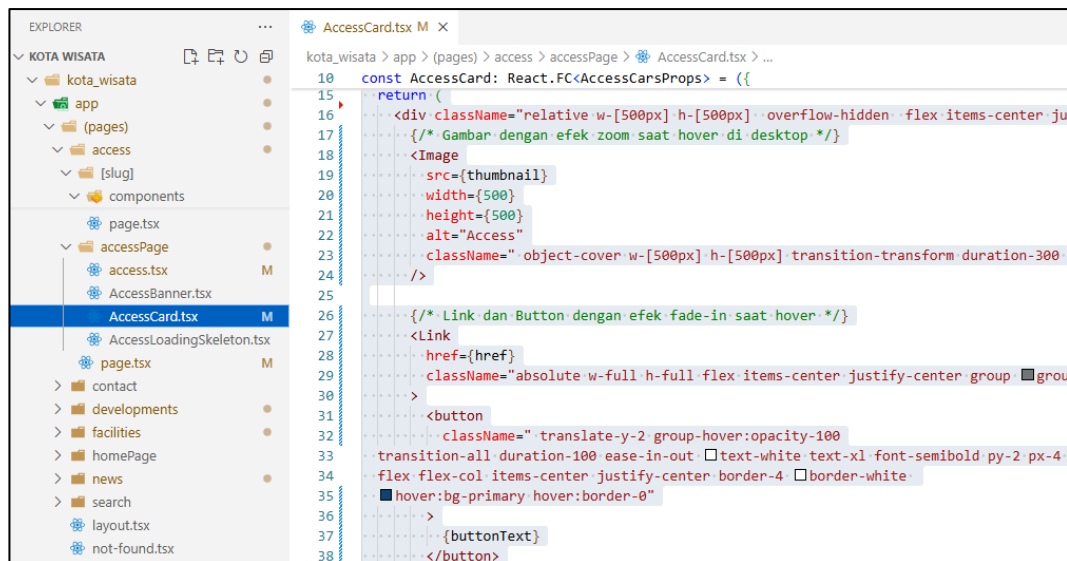 EXPLORER
KOTA WISATA
kota_wisata
app
(pages)
access
[slug]
components
page.tsx
accessPage
access.tsx M
AccessBanner.tsx
AccessCard.tsx M
AccessLoadingSkeleton.tsx
page.tsx M
contact
developments
facilities
homePage
news
search
layout.tsx
not-found.tsx
AccessCard.tsx M ×
kota_wisata > app > (pages) > access > accessPage > AccessCard.tsx > ...
10 const AccessCard: React.FC<AccessCarsProps> = ({
15 return (
16 <div className="relative w-[500px] h-[500px] overflow-hidden flex items-center ju
17 {/* Gambar dengan efek zoom saat hover di desktop */}
18 <Image
19 src={thumbnail}
20 width={500}
21 height={500}
22 alt="Access"
23 className=" object-cover w-[500px] h-[500px] transition-transform duration-300
24 />
25
26 {/* Link dan Button dengan efek fade-in saat hover */}
27 <Link
28 href={href}
29 className="absolute w-full h-full flex items-center justify-center group grou
30 >
31 <button
32 className=" translate-y-2 group-hover:opacity-100
33 transition-all duration-100 ease-in-out text-white text-xl font-semibold py-2 px-4
34 flex flex-col items-center justify-center border-4 border-white
35 hover:bg-primary hover:border-0"
36 >
37 {buttonText}
38 </button>